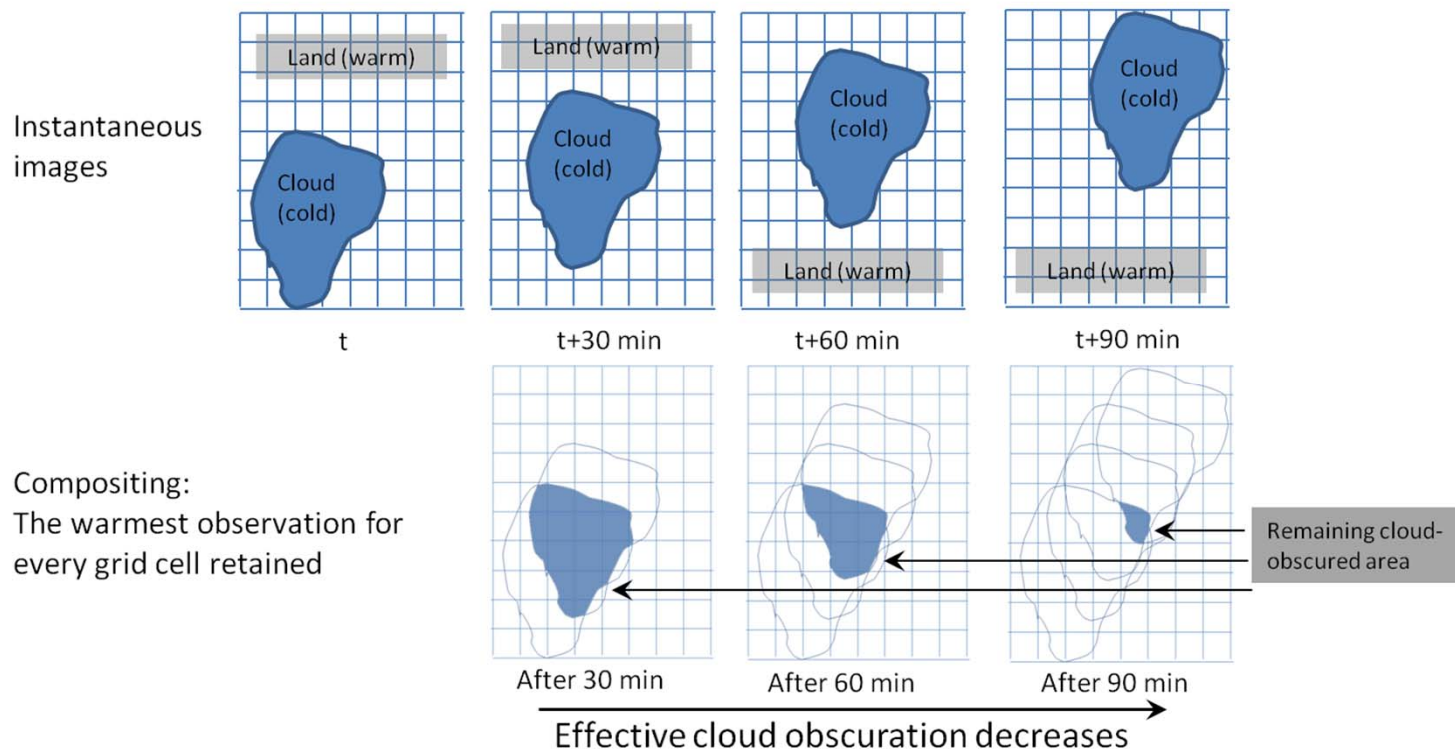 Instantaneous
images
Land (warm)
Cloud
(cold)
t
Land (warm)
Cloud
(cold)
t+30 min
Cloud
(cold)
Land (warm)
t+60 min
Cloud
(cold)
Land (warm)
t+90 min
Compositing:
The warmest observation for
every grid cell retained
Remaining cloud-
obscured area
After 30 min
After 60 min
After 90 min
Effective cloud obscuration decreases